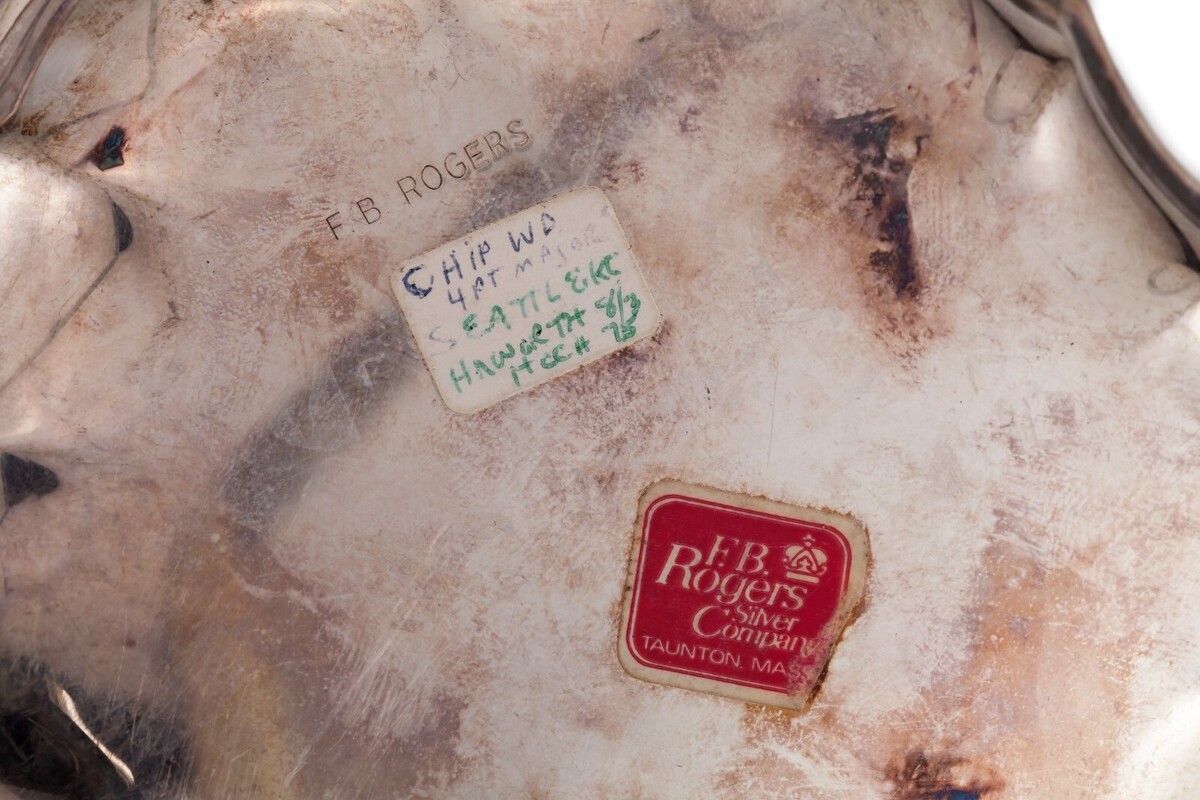 F.B ROGERS
CHIP WD
4PT MAJOR
SEATTLE KC
HAWORTH 8/3
HCCH 75
F.B.
Rogers
Silver
Company
TAUNTON, MA